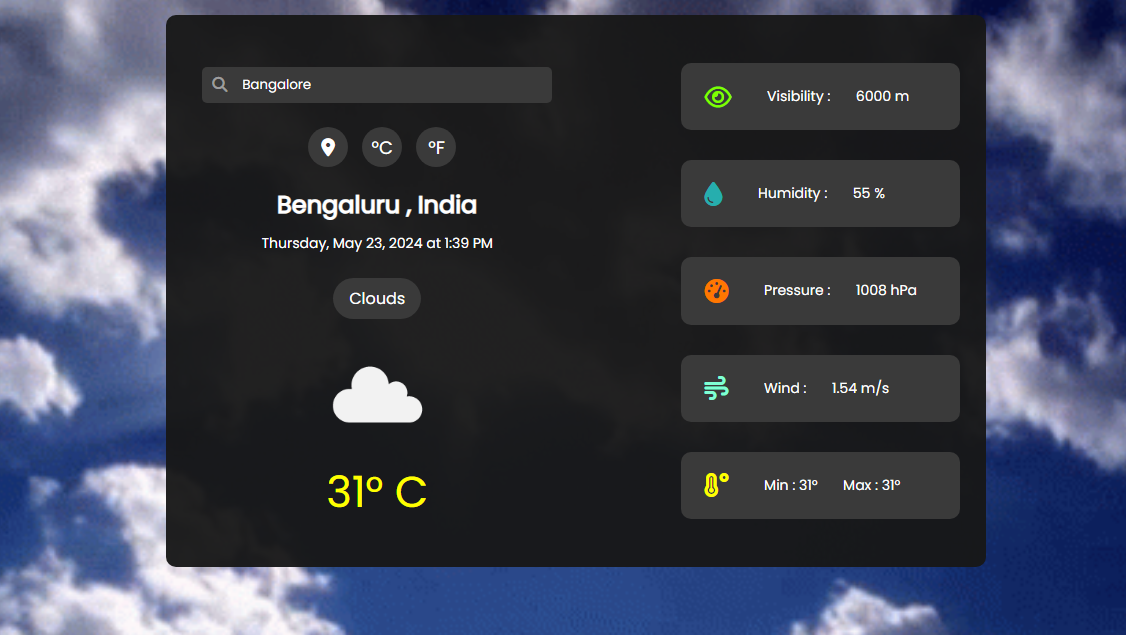 Bangalore
°C
°F
Bengaluru , India
Thursday, May 23, 2024 at 1:39 PM
Clouds
31° C
Visibility : 6000 m
Humidity : 55 %
Pressure : 1008 hPa
Wind : 1.54 m/s
Min : 31° Max : 31°